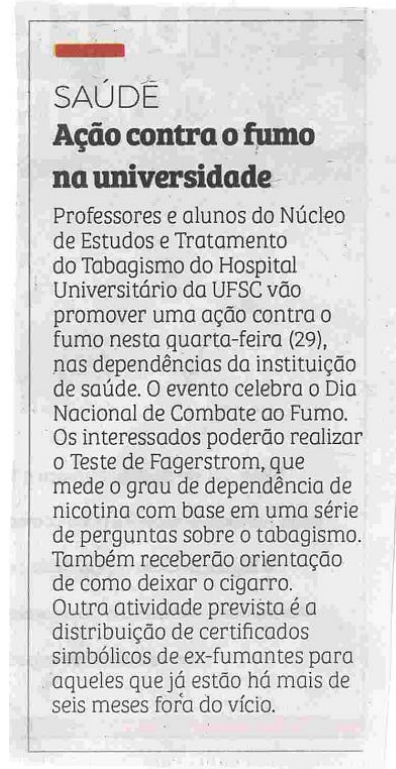 SAÚDE
Ação contra o fumo
na universidade
Professores e alunos do Núcleo
de Estudos e Tratamento
do Tabagismo do Hospital
Universitário da UFSC vão
promover uma ação contra o
fumo nesta quarta-feira (29),
nas dependências da instituição
de saúde. O evento celebra o Dia
Nacional de Combate ao Fumo.
Os interessados poderão realizar
o Teste de Fagerstrom, que
mede o grau de dependência de
nicotina com base em uma série
de perguntas sobre o tabagismo.
Também receberão orientação
de como deixar o cigarro.
Outra atividade prevista é a
distribuição de certificados
simbólicos de ex-fumantes para
aqueles que já estão há mais de
seis meses fora do vício.